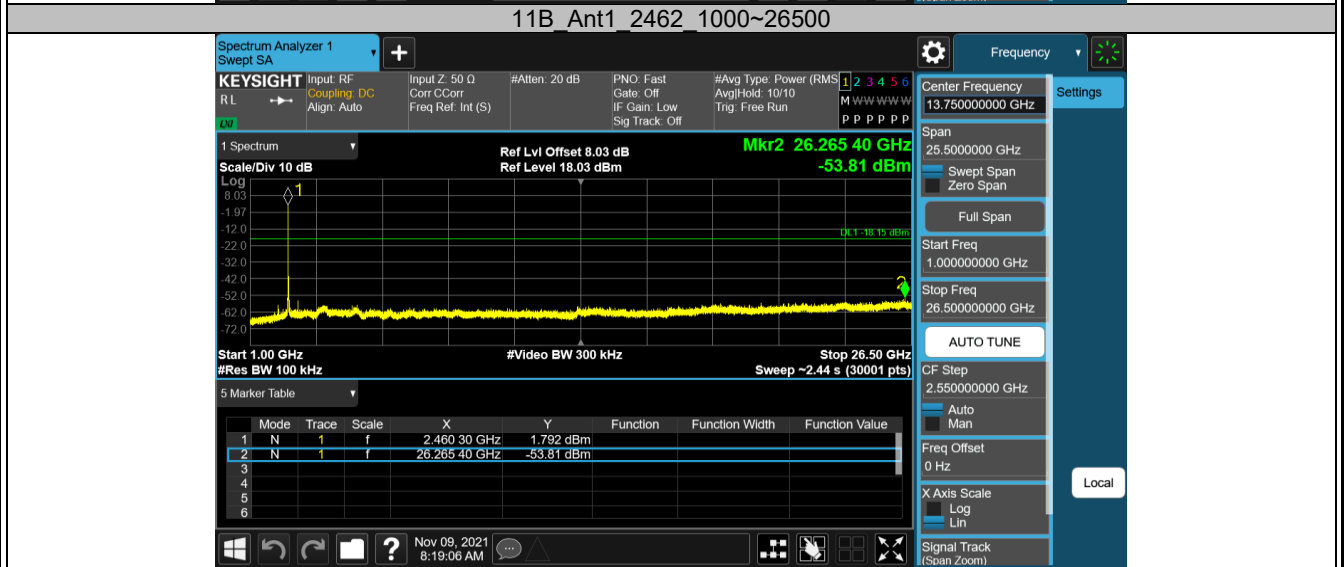 11B_Ant1_2462_1000~26500
Spectrum Analyzer 1
Swept SA
Frequency
KEYSIGHT
R L
LXI
Input: RF
Coupling: DC
Align: Auto
Input Z: 50 Ω
Corr CCorr
Freq Ref: Int (S)
#Atten: 20 dB
PNO: Fast
Gate: Off
IF Gain: Low
Sig Track: Off
#Avg Type: Power (RMS
Avg|Hold: 10/10
Trig: Free Run
1 2 3 4 5 6
M W W W W W
P P P P P P
1 Spectrum
Scale/Div 10 dB
Ref Lvl Offset 8.03 dB
Ref Level 18.03 dBm
Mkr2 26.265 40 GHz
-53.81 dBm
Log
8.03
-1.97
-12.0
-22.0
-32.0
-42.0
-52.0
-62.0
-72.0
1
DL1 -18.15 dBm
2
Start 1.00 GHz
#Res BW 100 kHz
#Video BW 300 kHz
Stop 26.50 GHz
Sweep ~2.44 s (30001 pts)
5 Marker Table
Mode Trace Scale X Y Function Function Width Function Value
1 N 1 f 2.460 30 GHz 1.792 dBm
2 N 1 f 26.265 40 GHz -53.81 dBm
3
4
5
6
Nov 09, 2021
8:19:06 AM
Center Frequency
13.750000000 GHz
Span
25.5000000 GHz
Swept Span
Zero Span
Full Span
Start Freq
1.000000000 GHz
Stop Freq
26.500000000 GHz
AUTO TUNE
CF Step
2.550000000 GHz
Auto
Man
Freq Offset
0 Hz
X Axis Scale
Log
Lin
Signal Track
(Span Zoom)
Settings
Local